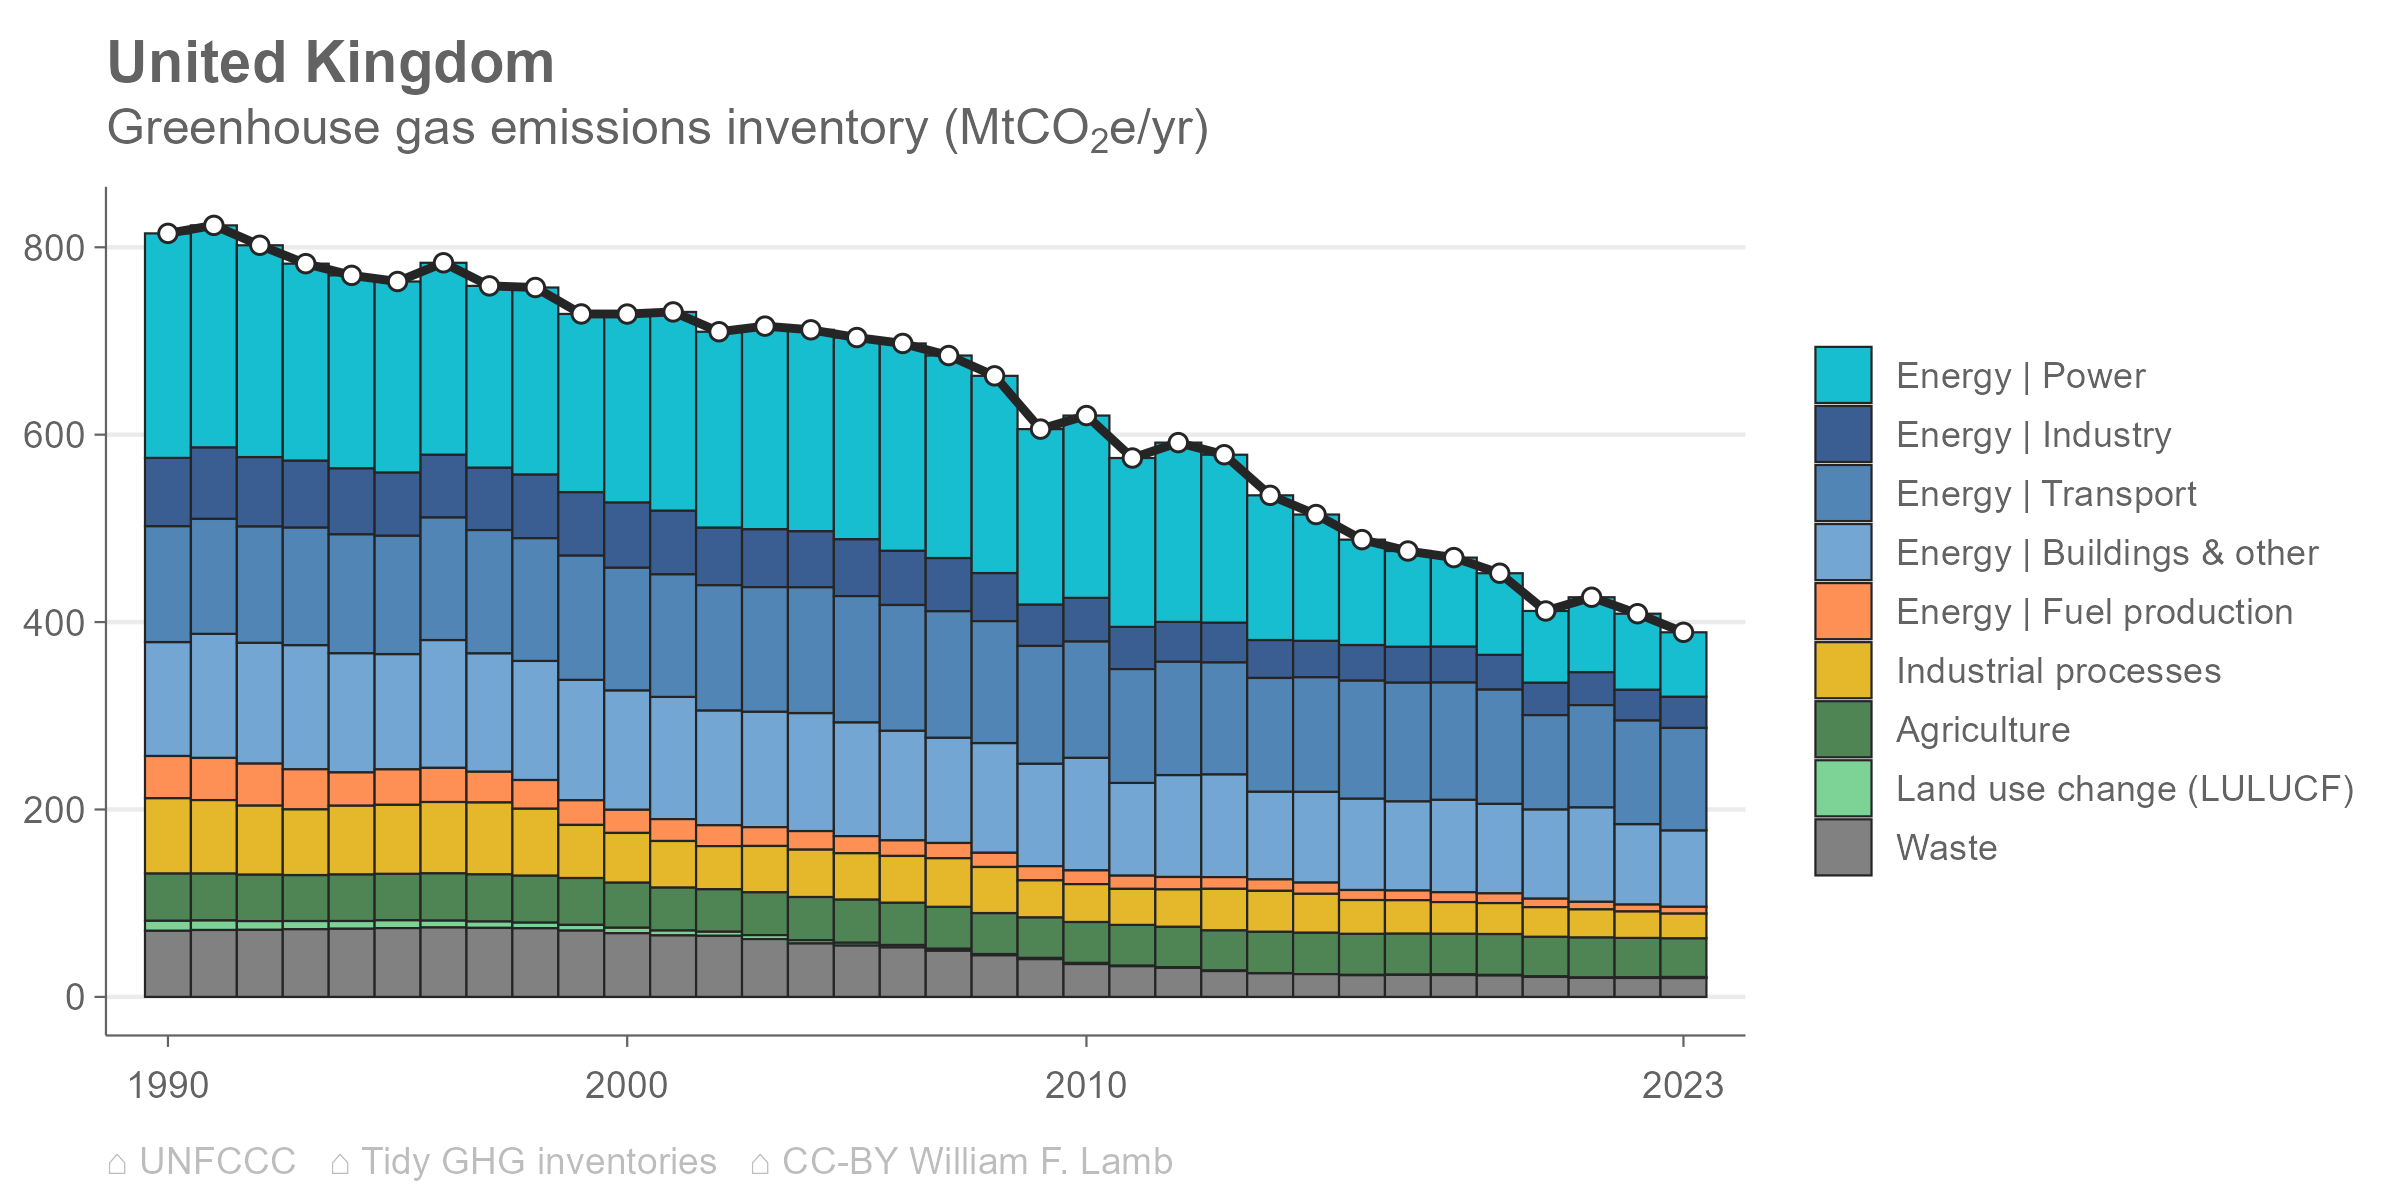 United Kingdom
Greenhouse gas emissions inventory (MtCO₂e/yr)
800
600
400
200
0
1990
2000
2010
2023
Energy | Power
Energy | Industry
Energy | Transport
Energy | Buildings & other
Energy | Fuel production
Industrial processes
Agriculture
Land use change (LULUCF)
Waste
⌂ UNFCCC ⌂ Tidy GHG inventories ⌂ CC-BY William F. Lamb